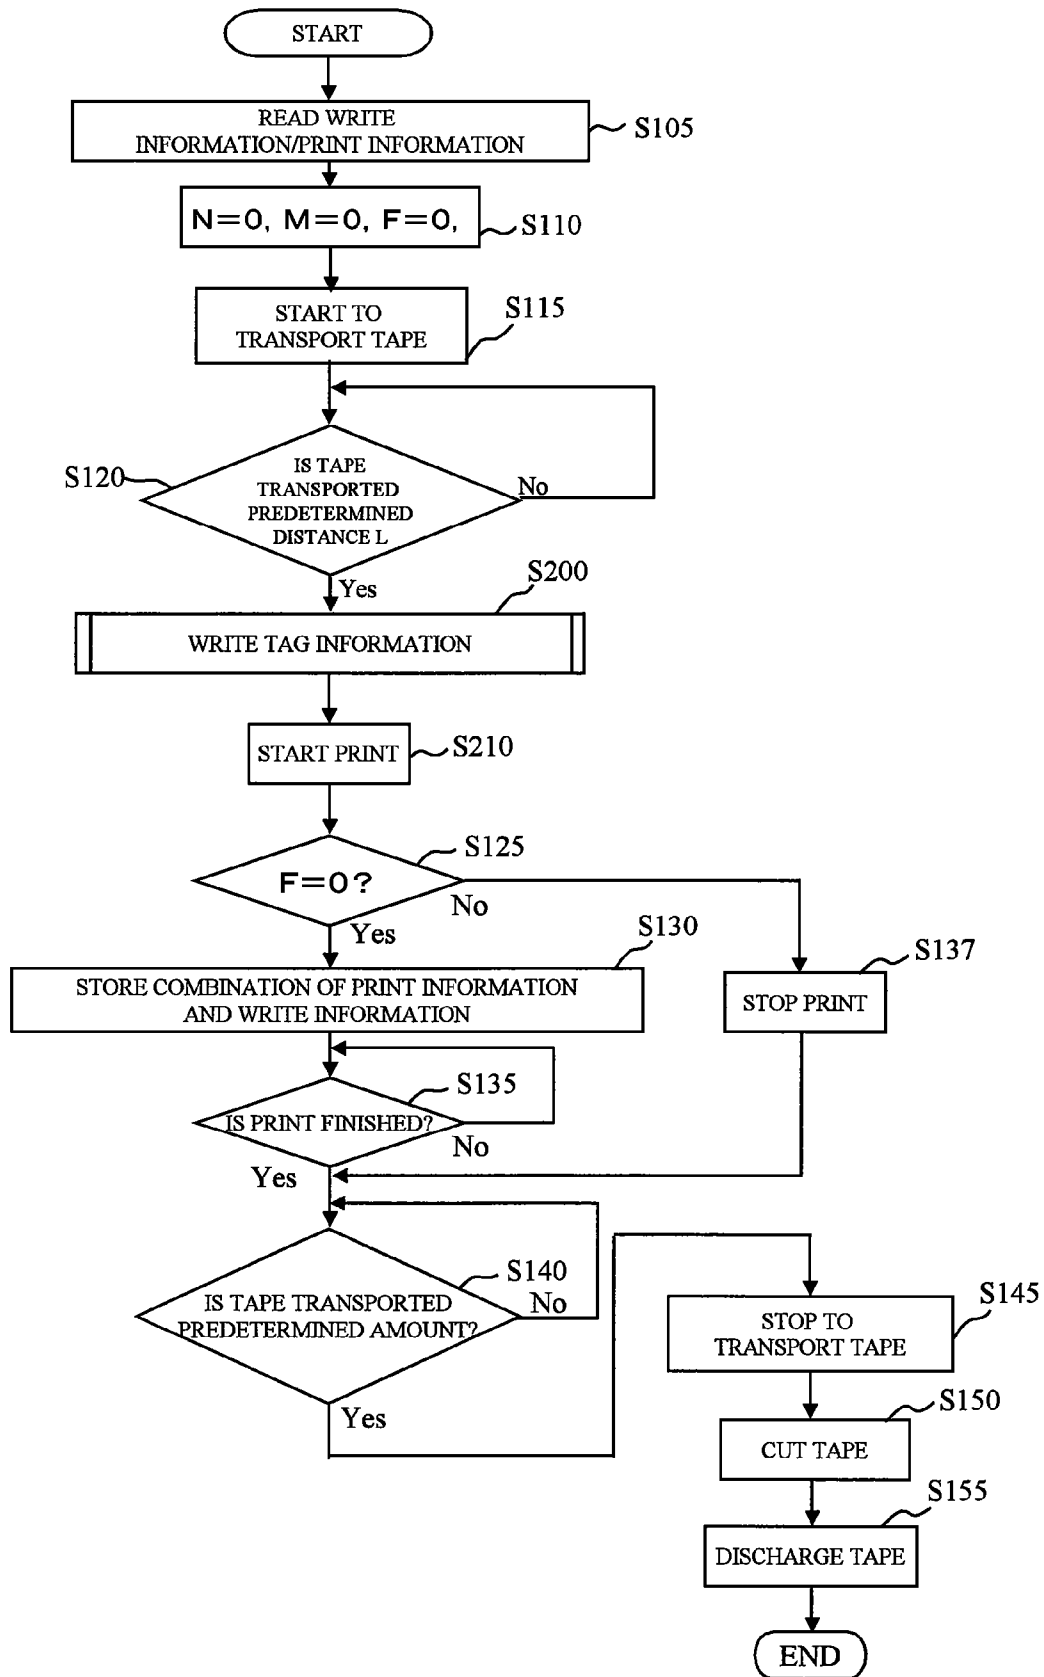 START
READ WRITE
INFORMATION/PRINT INFORMATION
S105
N=0, M=0, F=0,
S110
START TO
TRANSPORT TAPE
S115
S120
IS TAPE
TRANSPORTED
PREDETERMINED
DISTANCE L
No
Yes
S200
WRITE TAG INFORMATION
START PRINT
S210
S125
F=0?
No
Yes
S130
STORE COMBINATION OF PRINT INFORMATION
AND WRITE INFORMATION
S137
STOP PRINT
S135
IS PRINT FINISHED?
No
Yes
S140
IS TAPE TRANSPORTED
PREDETERMINED AMOUNT?
No
Yes
S145
STOP TO
TRANSPORT TAPE
S150
CUT TAPE
S155
DISCHARGE TAPE
END